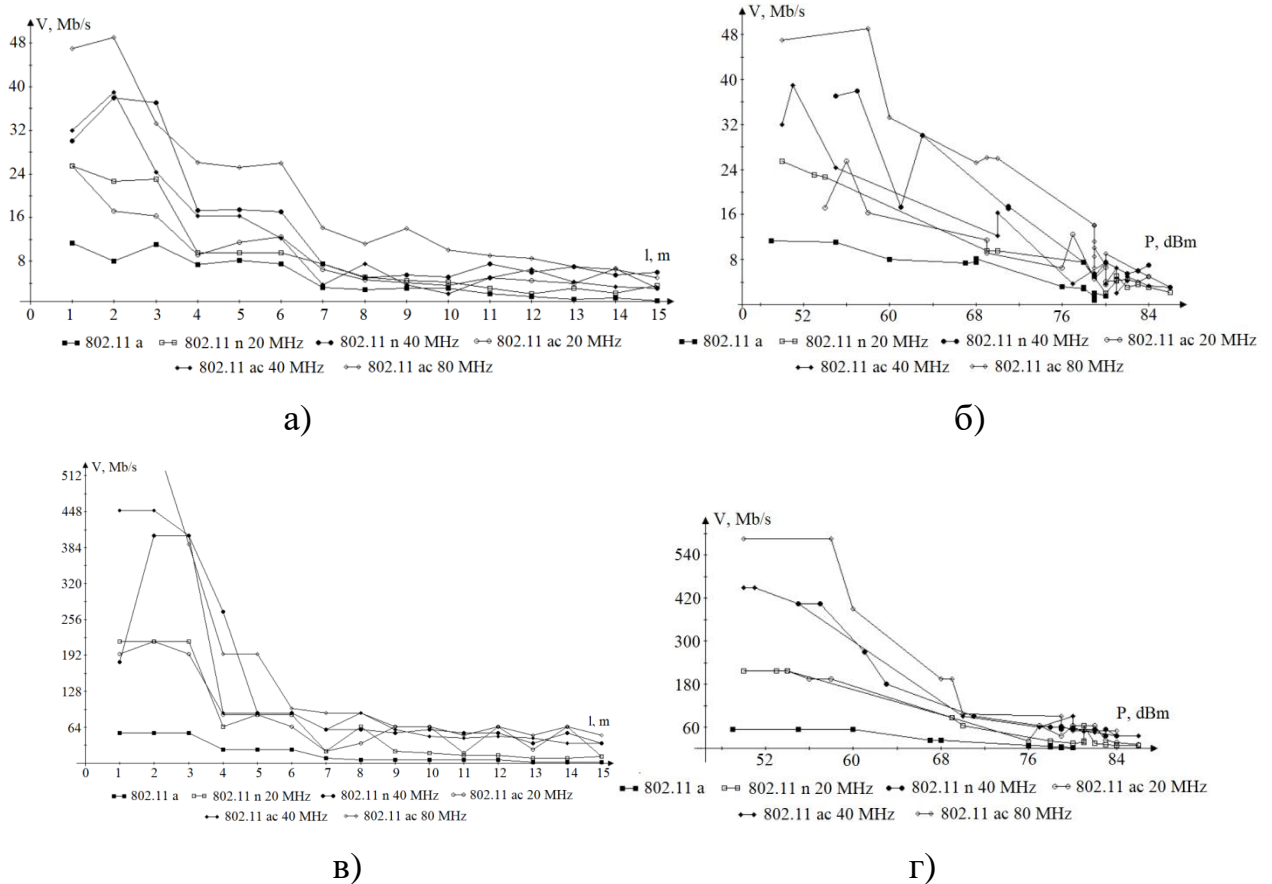 V, Mb/s
48
40
32
24
16
8
l, m
0 1 2 3 4 5 6 7 8 9 10 11 12 13 14 15
802.11 a 802.11 n 20 MHz 802.11 n 40 MHz 802.11 ac 20 MHz
802.11 ac 40 MHz 802.11 ac 80 MHz
а)
V, Mb/s
48
40
32
24
16
8
P, dBm
0 52 60 68 76 84
802.11 a 802.11 n 20 MHz 802.11 n 40 MHz 802.11 ac 20 MHz
802.11 ac 40 MHz 802.11 ac 80 MHz
б)
V, Mb/s
512
448
384
320
256
192
128
64
l, m
0 1 2 3 4 5 6 7 8 9 10 11 12 13 14 15
802.11 a 802.11 n 20 MHz 802.11 n 40 MHz 802.11 ac 20 MHz
802.11 ac 40 MHz 802.11 ac 80 MHz
в)
V, Mb/s
540
420
300
180
60
P, dBm
0 52 60 68 76 84
802.11 a 802.11 n 20 MHz 802.11 n 40 MHz 802.11 ac 20 MHz
802.11 ac 40 MHz 802.11 ac 80 MHz
г)